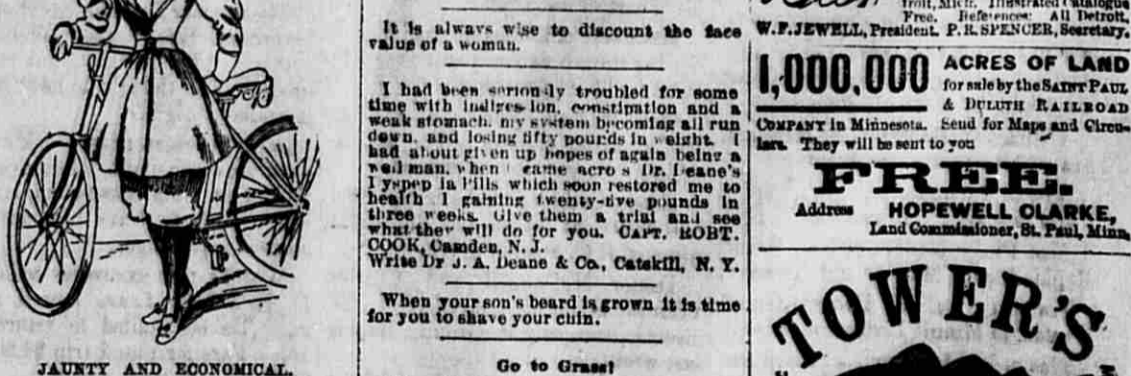 JAUNTY AND ECONOMICAL.
It is always wise to discount the face
value of a woman.
I had been seriously troubled for some
time with indigestion, constipation and a
weak stomach, my system becoming all run
down, and losing fifty pounds in weight. I
had about given up hopes of again being a
well man, when I came across Dr. Deane's
Dyspepsia Pills which soon restored me to
health I gaining twenty-five pounds in
three weeks. Give them a trial and see
what they will do for you. CAPT. ROBT.
COOK, Camden, N. J.
Write Dr J. A. Deane & Co., Catskill, N. Y.
When your son's beard is grown it is time
for you to shave your chin.
Go to Grass!
troit, Mich. Illustrated Catalogue
Free. References: All Detroit.
W. F. JEWELL, President. P. R. SPENCER, Secretary.
1,000,000 ACRES OF LAND
for sale by the SAINT PAUL
& DULUTH RAILROAD
COMPANY in Minnesota. Send for Maps and Circu-
lars. They will be sent to you
FREE.
Address HOPEWELL CLARKE,
Land Commissioner, St. Paul, Minn.
TOWER'S